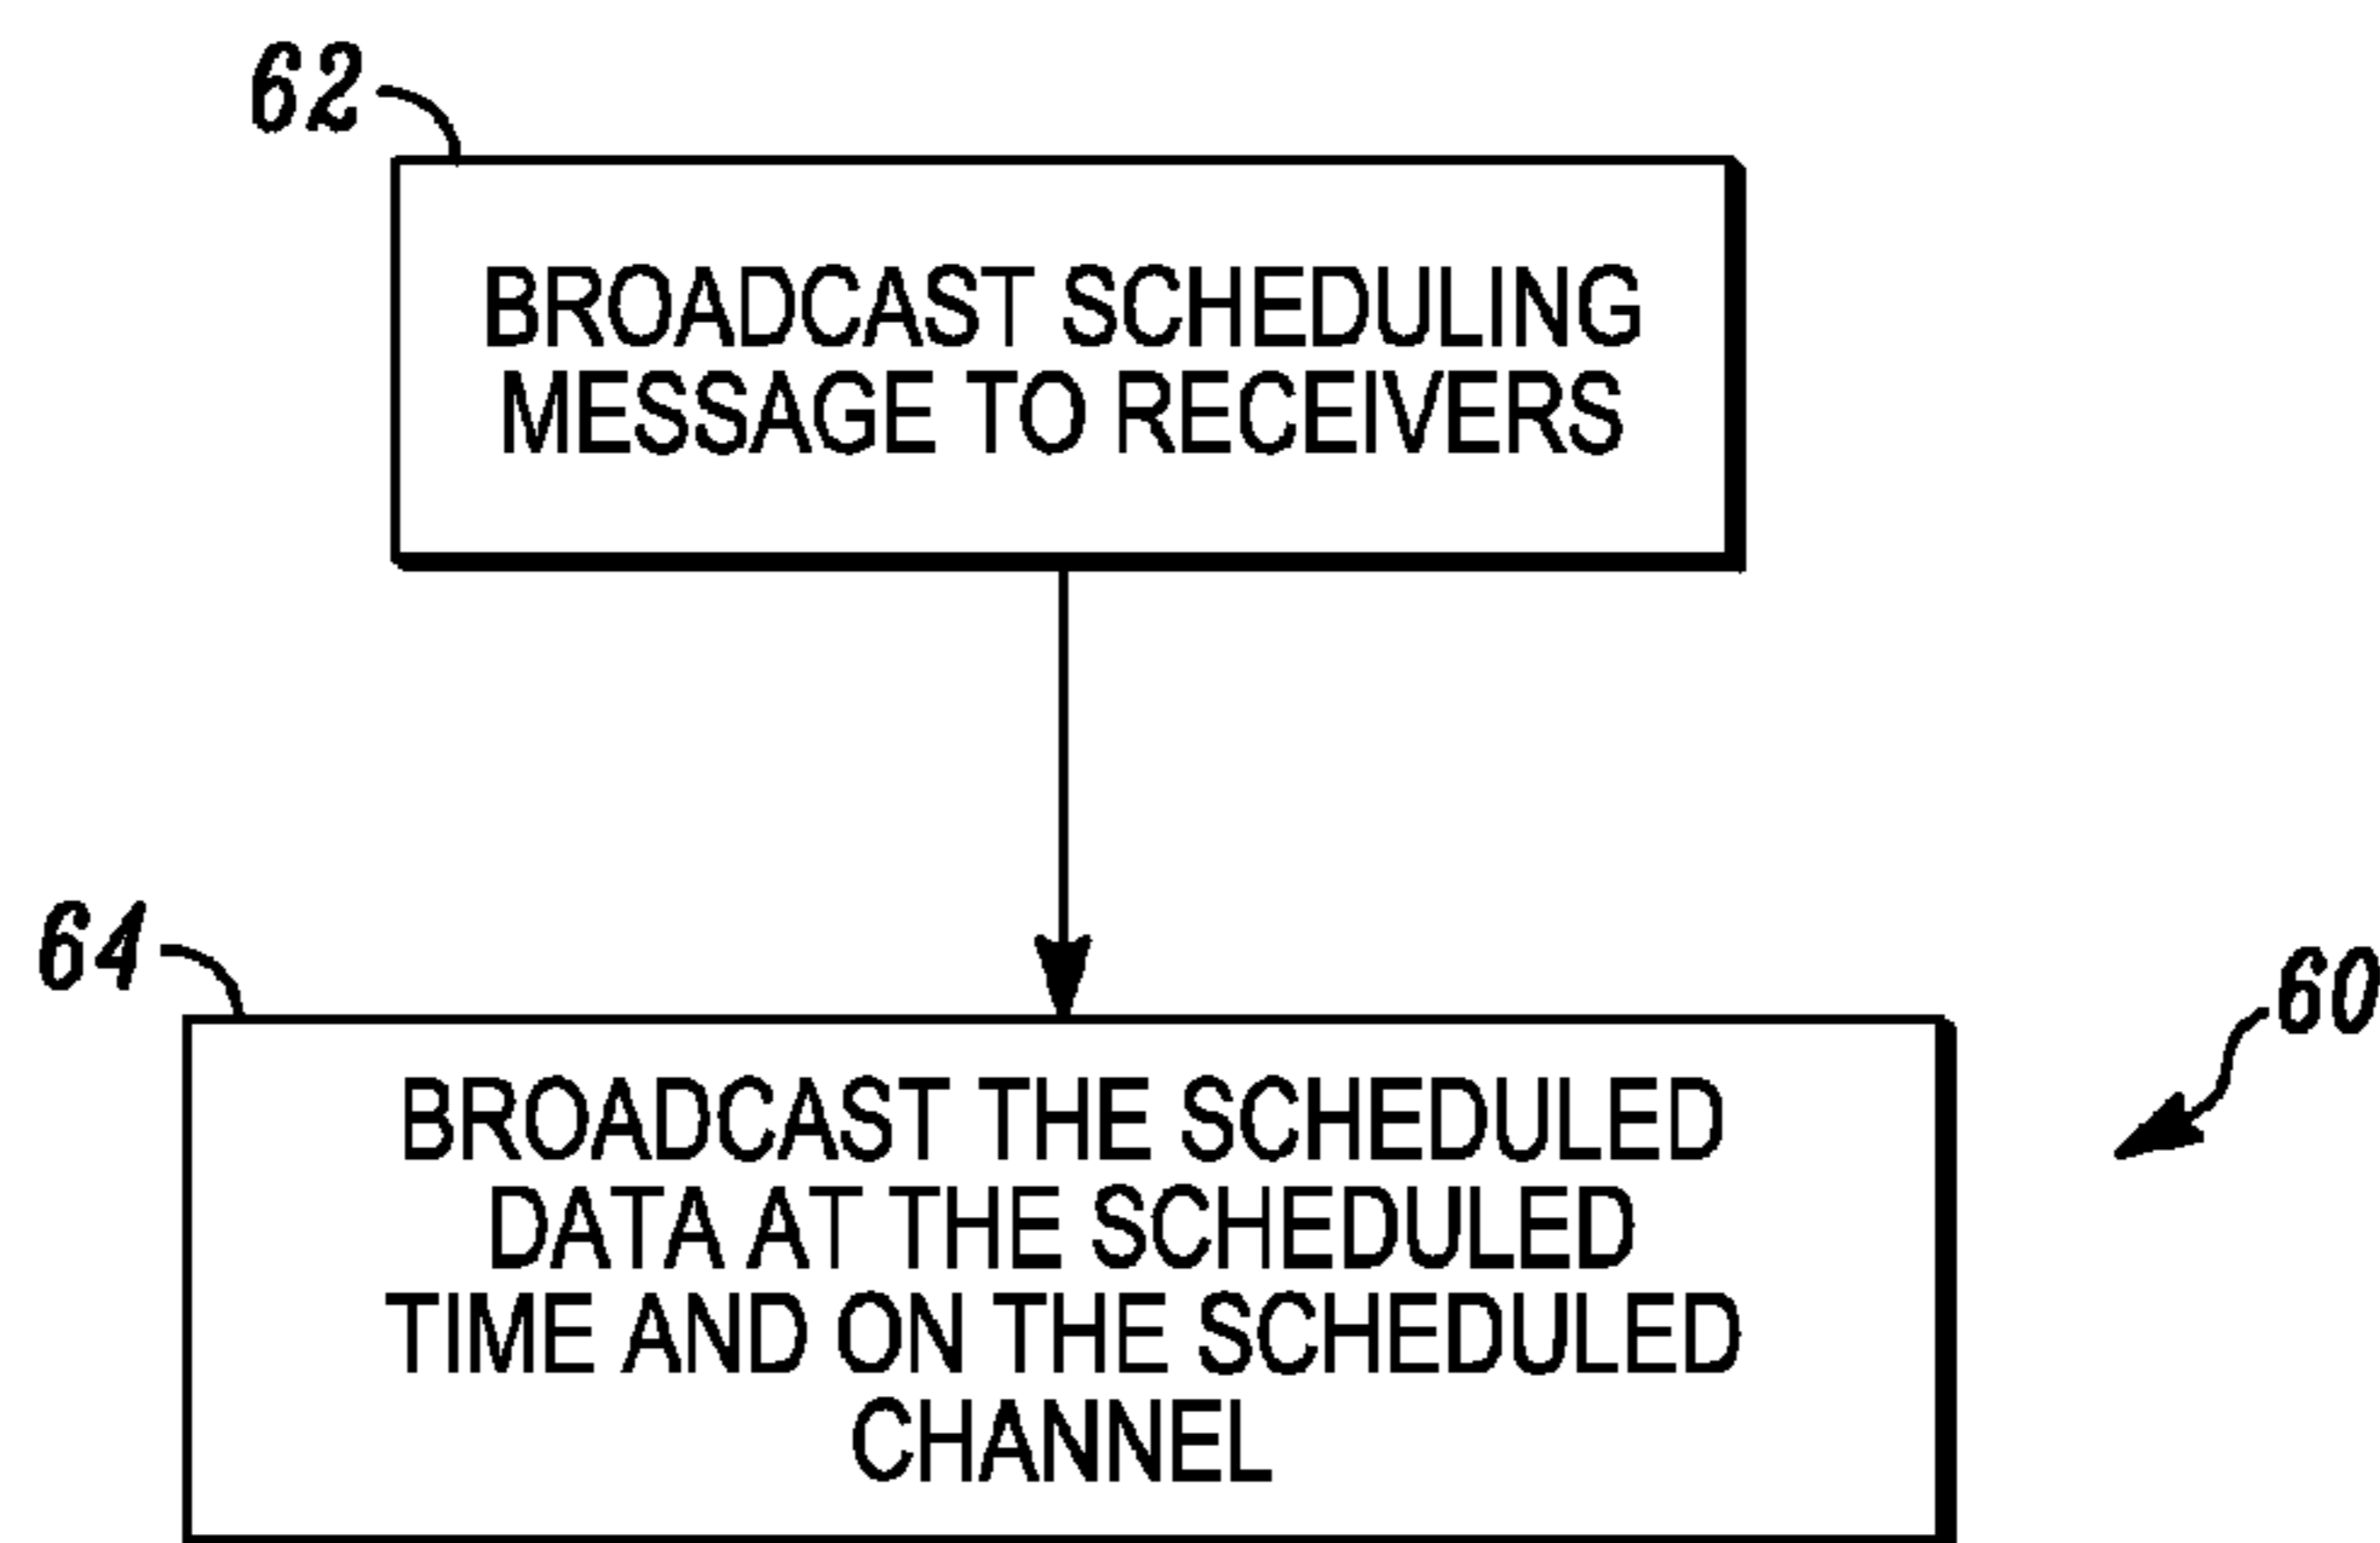 62
BROADCAST SCHEDULING
MESSAGE TO RECEIVERS
64
60
BROADCAST THE SCHEDULED
DATA AT THE SCHEDULED
TIME AND ON THE SCHEDULED
CHANNEL